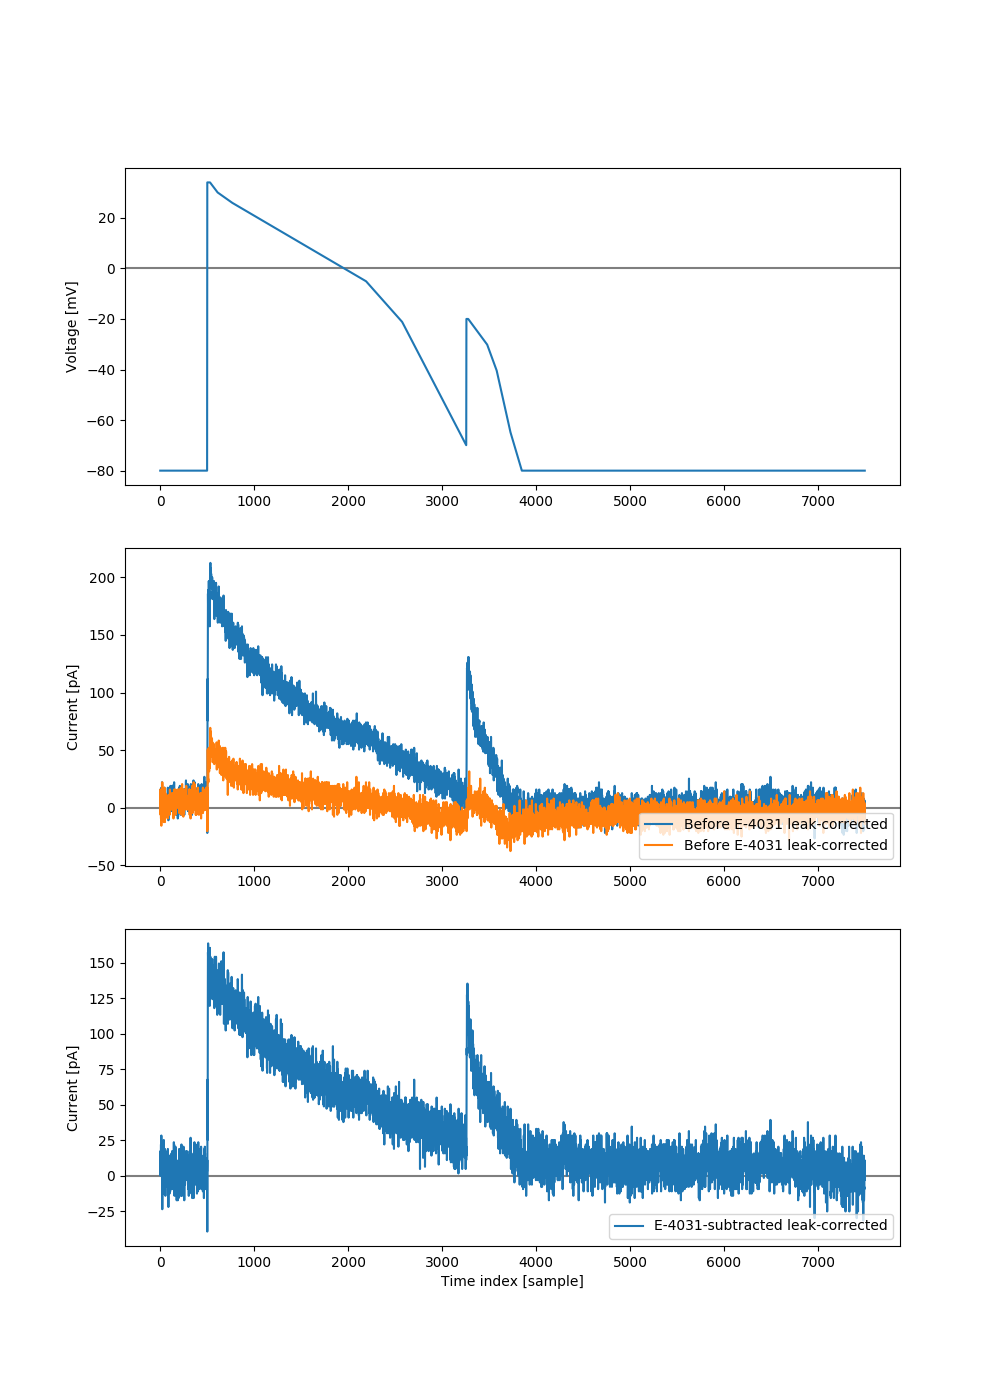 20
0
−20
−40
−60
−80
Voltage [mV]
0 1000 2000 3000 4000 5000 6000 7000
200
150
100
50
0
−50
Current [pA]
Before E-4031 leak-corrected
Before E-4031 leak-corrected
0 1000 2000 3000 4000 5000 6000 7000
150
125
100
75
50
25
0
−25
Current [pA]
E-4031-subtracted leak-corrected
0 1000 2000 3000 4000 5000 6000 7000
Time index [sample]